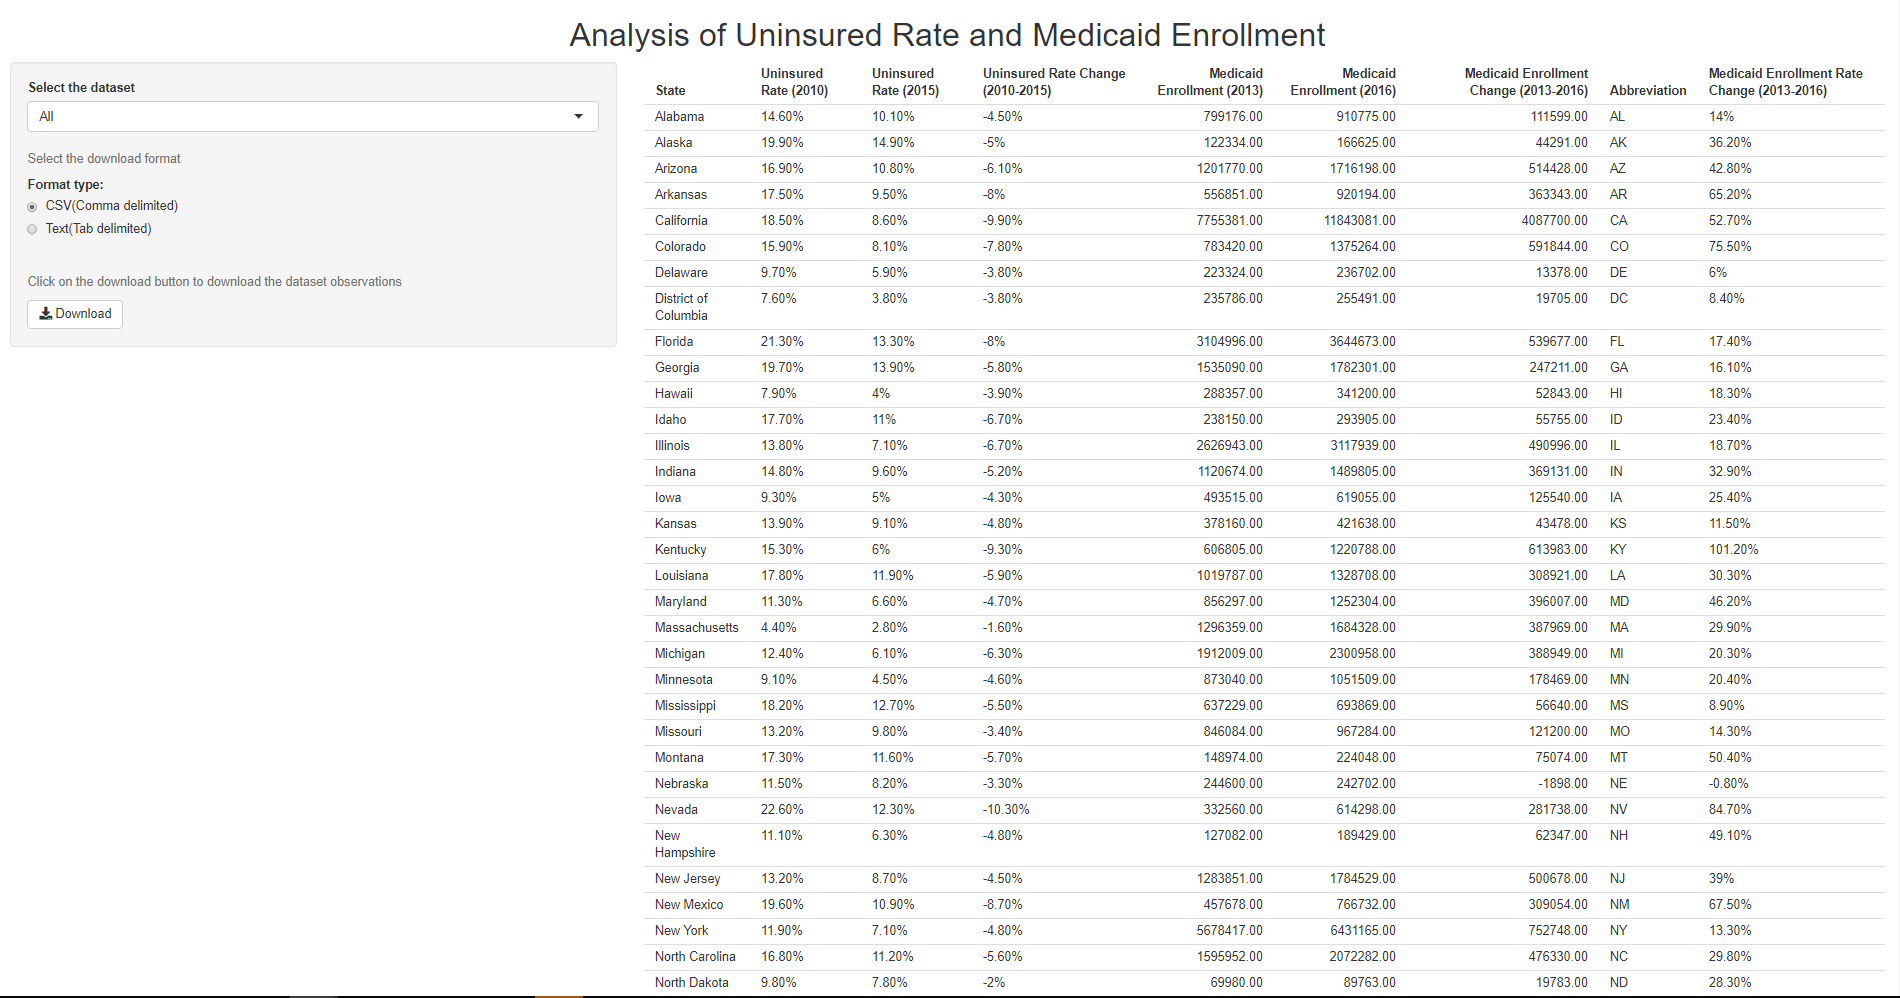 Analysis of Uninsured Rate and Medicaid Enrollment
Select the dataset
All
Select the download format
Format type:
CSV(Comma delimited)
Text(Tab delimited)
Click on the download button to download the dataset observations
Download
State Uninsured Rate (2010) Uninsured Rate (2015) Uninsured Rate Change (2010-2015) Medicaid Enrollment (2013) Medicaid Enrollment (2016) Medicaid Enrollment Change (2013-2016) Abbreviation Medicaid Enrollment Rate Change (2013-2016)
Alabama 14.60% 10.10% -4.50% 799176.00 910775.00 111599.00 AL 14%
Alaska 19.90% 14.90% -5% 122334.00 166625.00 44291.00 AK 36.20%
Arizona 16.90% 10.80% -6.10% 1201770.00 1716198.00 514428.00 AZ 42.80%
Arkansas 17.50% 9.50% -8% 556851.00 920194.00 363343.00 AR 65.20%
California 18.50% 8.60% -9.90% 7755381.00 11843081.00 4087700.00 CA 52.70%
Colorado 15.90% 8.10% -7.80% 783420.00 1375264.00 591844.00 CO 75.50%
Delaware 9.70% 5.90% -3.80% 223324.00 236702.00 13378.00 DE 6%
District of Columbia 7.60% 3.80% -3.80% 235786.00 255491.00 19705.00 DC 8.40%
Florida 21.30% 13.30% -8% 3104996.00 3644673.00 539677.00 FL 17.40%
Georgia 19.70% 13.90% -5.80% 1535090.00 1782301.00 247211.00 GA 16.10%
Hawaii 7.90% 4% -3.90% 288357.00 341200.00 52843.00 HI 18.30%
Idaho 17.70% 11% -6.70% 238150.00 293905.00 55755.00 ID 23.40%
Illinois 13.80% 7.10% -6.70% 2626943.00 3117939.00 490996.00 IL 18.70%
Indiana 14.80% 9.60% -5.20% 1120674.00 1489805.00 369131.00 IN 32.90%
Iowa 9.30% 5% -4.30% 493515.00 619055.00 125540.00 IA 25.40%
Kansas 13.90% 9.10% -4.80% 378160.00 421638.00 43478.00 KS 11.50%
Kentucky 15.30% 6% -9.30% 606805.00 1220788.00 613983.00 KY 101.20%
Louisiana 17.80% 11.90% -5.90% 1019787.00 1328708.00 308921.00 LA 30.30%
Maryland 11.30% 6.60% -4.70% 856297.00 1252304.00 396007.00 MD 46.20%
Massachusetts 4.40% 2.80% -1.60% 1296359.00 1684328.00 387969.00 MA 29.90%
Michigan 12.40% 6.10% -6.30% 1912009.00 2300958.00 388949.00 MI 20.30%
Minnesota 9.10% 4.50% -4.60% 873040.00 1051509.00 178469.00 MN 20.40%
Mississippi 18.20% 12.70% -5.50% 637229.00 693869.00 56640.00 MS 8.90%
Missouri 13.20% 9.80% -3.40% 846084.00 967284.00 121200.00 MO 14.30%
Montana 17.30% 11.60% -5.70% 148974.00 224048.00 75074.00 MT 50.40%
Nebraska 11.50% 8.20% -3.30% 244600.00 242702.00 -1898.00 NE -0.80%
Nevada 22.60% 12.30% -10.30% 332560.00 614298.00 281738.00 NV 84.70%
New Hampshire 11.10% 6.30% -4.80% 127082.00 189429.00 62347.00 NH 49.10%
New Jersey 13.20% 8.70% -4.50% 1283851.00 1784529.00 500678.00 NJ 39%
New Mexico 19.60% 10.90% -8.70% 457678.00 766732.00 309054.00 NM 67.50%
New York 11.90% 7.10% -4.80% 5678417.00 6431165.00 752748.00 NY 13.30%
North Carolina 16.80% 11.20% -5.60% 1595952.00 2072282.00 476330.00 NC 29.80%
North Dakota 9.80% 7.80% -2% 69980.00 89763.00 19783.00 ND 28.30%